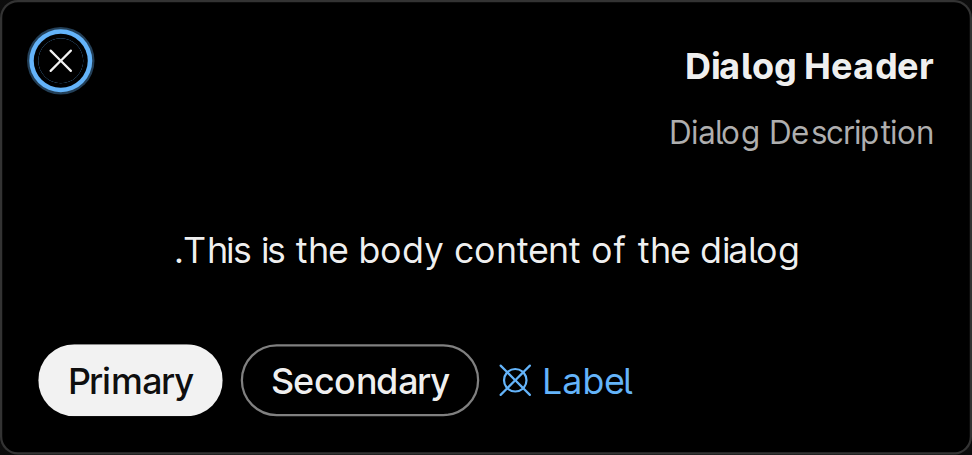 Dialog Header
Dialog Description
.This is the body content of the dialog
Primary Secondary Label